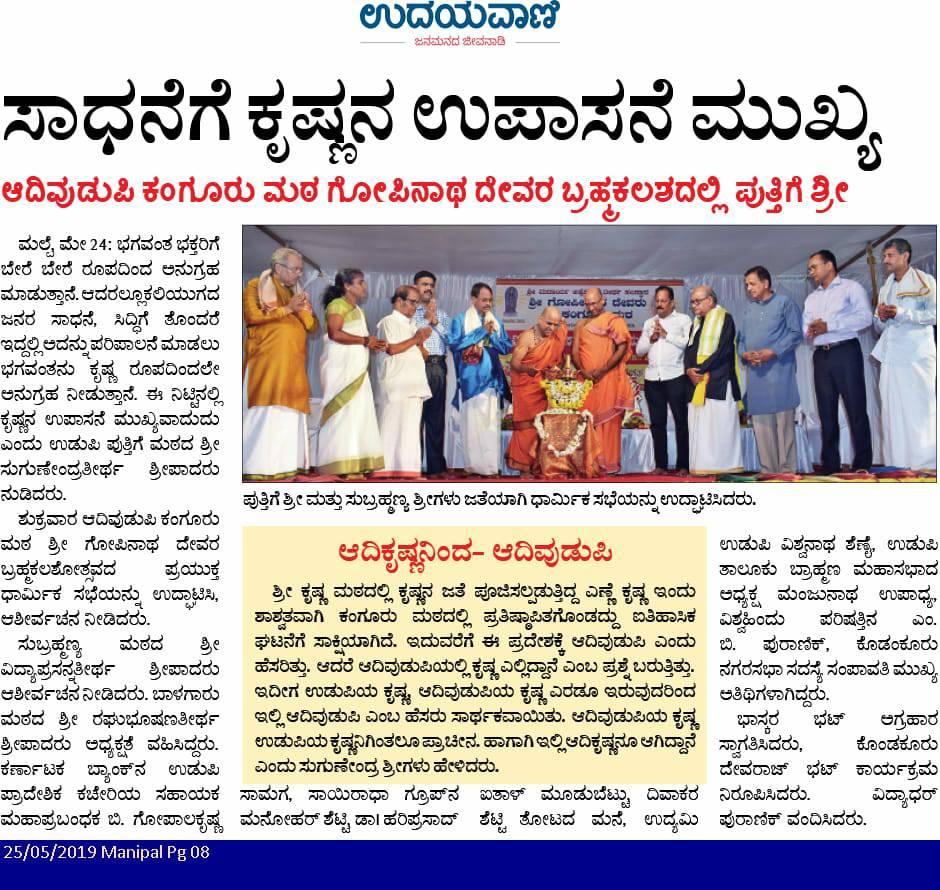 ಉದಯವಾಣಿ
ಜನಮನದ ಜೀವನಾಡಿ
ಸಾಧನೆಗೆ ಕೃಷ್ಣನ ಉಪಾಸನೆ ಮುಖ್ಯ
ಆದಿವುಡುಪಿ ಕಂಗೂರು ಮಠ ಗೋಪಿನಾಥ ದೇವರ ಬ್ರಹ್ಮಕಲಶದಲ್ಲಿ ಪುತ್ತಿಗೆ ಶ್ರೀ
ಮಲ್ಪೆ, ಮೇ 24: ಭಗವಂತ ಭಕ್ತರಿಗೆ
ಬೇರೆ ಬೇರೆ ರೂಪದಿಂದ ಅನುಗ್ರಹ
ಮಾಡುತ್ತಾನೆ. ಆದರಲ್ಲೂಕಲಿಯುಗದ
ಜನರ ಸಾಧನೆ, ಸಿದ್ಧಿಗೆ ತೊಂದರೆ
ಇದ್ದಲ್ಲಿ ಅದನ್ನು ಪರಿಪಾಲನೆ ಮಾಡಲು
ಭಗವಂತನು ಕೃಷ್ಣ ರೂಪದಿಂದಲೇ
ಅನುಗ್ರಹ ನೀಡುತ್ತಾನೆ. ಈ ನಿಟ್ಟಿನಲ್ಲಿ
ಕೃಷ್ಣನ ಉಪಾಸನೆ ಮುಖ್ಯವಾದುದು
ಎಂದು ಉಡುಪಿ ಪುತ್ತಿಗೆ ಮಠದ ಶ್ರೀ
ಸುಗುಣೇಂದ್ರತೀರ್ಥ ಶ್ರೀಪಾದರು
ನುಡಿದರು.
ಶುಕ್ರವಾರ ಆದಿವುಡುಪಿ ಕಂಗೂರು
ಮಠ ಶ್ರೀ ಗೋಪಿನಾಥ ದೇವರ
ಬ್ರಹ್ಮಕಲಶೋತ್ಸವದ ಪ್ರಯುಕ್ತ
ಧಾರ್ಮಿಕ ಸಭೆಯನ್ನು ಉದ್ಘಾಟಿಸಿ,
ಆಶೀರ್ವಚನ ನೀಡಿದರು.
ಸುಬ್ರಹ್ಮಣ್ಯ ಮಠದ ಶ್ರೀ
ವಿದ್ಯಾಪ್ರಸನ್ನತೀರ್ಥ ಶ್ರೀಪಾದರು
ಆಶೀರ್ವಚನ ನೀಡಿದರು. ಬಾಳಗಾರು
ಮಠದ ಶ್ರೀ ರಘುಭೂಷಣತೀರ್ಥ
ಶ್ರೀಪಾದರು ಅಧ್ಯಕ್ಷತೆ ವಹಿಸಿದ್ದರು.
ಕರ್ಣಾಟಕ ಬ್ಯಾಂಕ್‌ನ ಉಡುಪಿ
ಪ್ರಾದೇಶಿಕ ಕಚೇರಿಯ ಸಹಾಯಕ
ಮಹಾಪ್ರಬಂಧಕ ಬಿ. ಗೋಪಾಲಕೃಷ್ಣ
ಶ್ರೀ ಗೋಪೀನಾಥ ದೇವರು
ಕಂಗೂರು ಮಠ
ಪುತ್ತಿಗೆ ಶ್ರೀ ಮತ್ತು ಸುಬ್ರಹ್ಮಣ್ಯ ಶ್ರೀಗಳು ಜತೆಯಾಗಿ ಧಾರ್ಮಿಕ ಸಭೆಯನ್ನು ಉದ್ಘಾಟಿಸಿದರು.
ಆದಿಕೃಷ್ಣನಿಂದ- ಆದಿವುಡುಪಿ
ಶ್ರೀ ಕೃಷ್ಣ ಮಠದಲ್ಲಿ ಕೃಷ್ಣನ ಜತೆ ಪೂಜಿಸಲ್ಪಡುತ್ತಿದ್ದ ಎಣ್ಣೆ ಕೃಷ್ಣ ಇಂದು
ಶಾಶ್ವತವಾಗಿ ಕಂಗೂರು ಮಠದಲ್ಲಿ ಪ್ರತಿಷ್ಠಾಪಿತಗೊಂಡದ್ದು ಐತಿಹಾಸಿಕ
ಘಟನೆಗೆ ಸಾಕ್ಷಿಯಾಗಿದೆ. ಇದುವರೆಗೆ ಈ ಪ್ರದೇಶಕ್ಕೆ ಆದಿವುಡುಪಿ ಎಂದು
ಹೆಸರಿತ್ತು. ಆದರೆ ಆದಿವುಡುಪಿಯಲ್ಲಿ ಕೃಷ್ಣ ಎಲ್ಲಿದ್ದಾನೆ ಎಂಬ ಪ್ರಶ್ನೆ ಬರುತ್ತಿತ್ತು.
ಇದೀಗ ಉಡುಪಿಯ ಕೃಷ್ಣ, ಆದಿವುಡುಪಿಯ ಕೃಷ್ಣ ಎರಡೂ ಇರುವುದರಿಂದ
ಇಲ್ಲಿ ಆದಿವುಡುಪಿ ಎಂಬ ಹೆಸರು ಸಾರ್ಥಕವಾಯಿತು. ಆದಿವುಡುಪಿಯ ಕೃಷ್ಣ
ಉಡುಪಿಯ ಕೃಷ್ಣನಿಗಿಂತಲೂ ಪ್ರಾಚೀನ. ಹಾಗಾಗಿ ಇಲ್ಲಿ ಆದಿಕೃಷ್ಣನೂ ಆಗಿದ್ದಾನೆ
ಎಂದು ಸುಗುಣೇಂದ್ರ ಶ್ರೀಗಳು ಹೇಳಿದರು.
ಸಾಮಗ, ಸಾಯಿರಾಧಾ ಗ್ರೂಪ್‌ನ
ಮನೋಹರ್ ಶೆಟ್ಟಿ ಡಾ। ಹರಿಪ್ರಸಾದ್
ಐತಾಳ್ ಮೂಡುಬೆಟ್ಟು ದಿವಾಕರ
ಶೆಟ್ಟಿ ತೋಟದ ಮನೆ, ಉದ್ಯಮಿ
ಉಡುಪಿ ವಿಶ್ವನಾಥ ಶೆಣೈ, ಉಡುಪಿ
ತಾಲೂಕು ಬ್ರಾಹ್ಮಣ ಮಹಾಸಭಾದ
ಅಧ್ಯಕ್ಷ ಮಂಜುನಾಥ ಉಪಾಧ್ಯ,
ವಿಶ್ವಹಿಂದು ಪರಿಷತ್ತಿನ ಎಂ.
ಬಿ. ಪುರಾಣಿಕ್, ಕೊಡಂಕೂರು
ನಗರಸಭಾ ಸದಸ್ಯೆ ಸಂಪಾವತಿ ಮುಖ್ಯ
ಅತಿಥಿಗಳಾಗಿದ್ದರು.
ಭಾಸ್ಕರ ಭಟ್ ಅಗ್ರಹಾರ
ಸ್ವಾಗತಿಸಿದರು, ಕೊಂಡಕೂರು
ದೇವರಾಜ್ ಭಟ್ ಕಾರ್ಯಕ್ರಮ
ನಿರೂಪಿಸಿದರು. ವಿದ್ಯಾಧರ್
ಪುರಾಣಿಕ್ ವಂದಿಸಿದರು.
25/05/2019 Manipal Pg 08